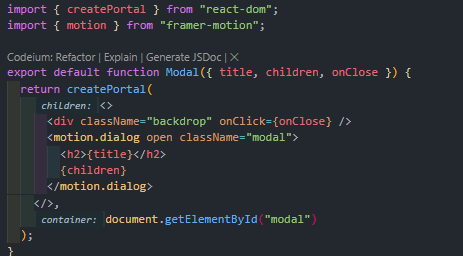 import { createPortal } from "react-dom";
import { motion } from "framer-motion";
Codeium: Refactor | Explain | Generate JSDoc | ×
export default function Modal({ title, children, onClose }) {
return createPortal(
children: <>
<div className="backdrop" onClick={onClose} />
<motion.dialog open className="modal">
<h2>{title}</h2>
{children}
</motion.dialog>
</>,
container: document.getElementById("modal")
);
}